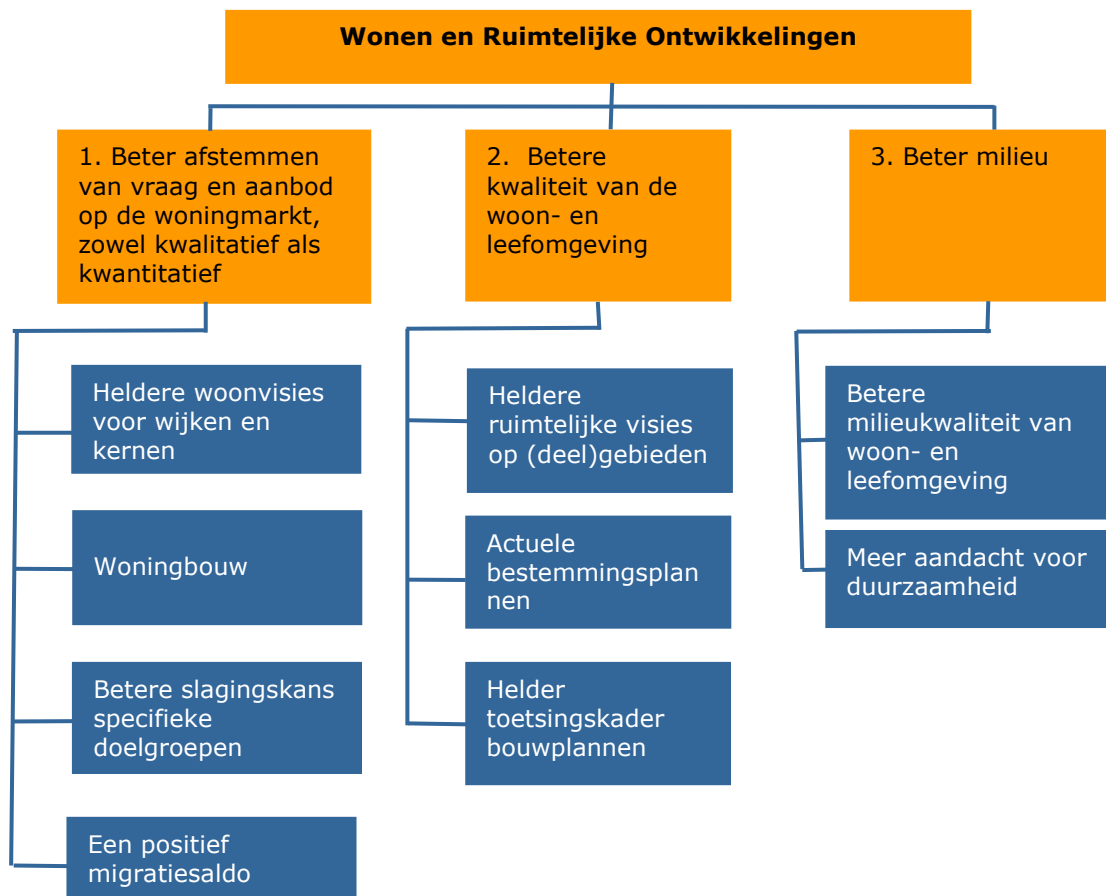 Wonen en Ruimtelijke Ontwikkelingen
1. Beter afstemmen
van vraag en aanbod
op de woningmarkt,
zowel kwalitatief als
kwantitatief
2. Betere
kwaliteit van de
woon- en
leefomgeving
3. Beter milieu
Heldere woonvisies
voor wijken en
kernen
Woningbouw
Betere slagingskans
specifieke
doelgroepen
Een positief
migratiesaldo
Heldere
ruimtelijke visies
op (deel)gebieden
Actuele
bestemmingsplan
nen
Helder
toetsingskader
bouwplannen
Betere
milieukwaliteit van
woon- en
leefomgeving
Meer aandacht voor
duurzaamheid